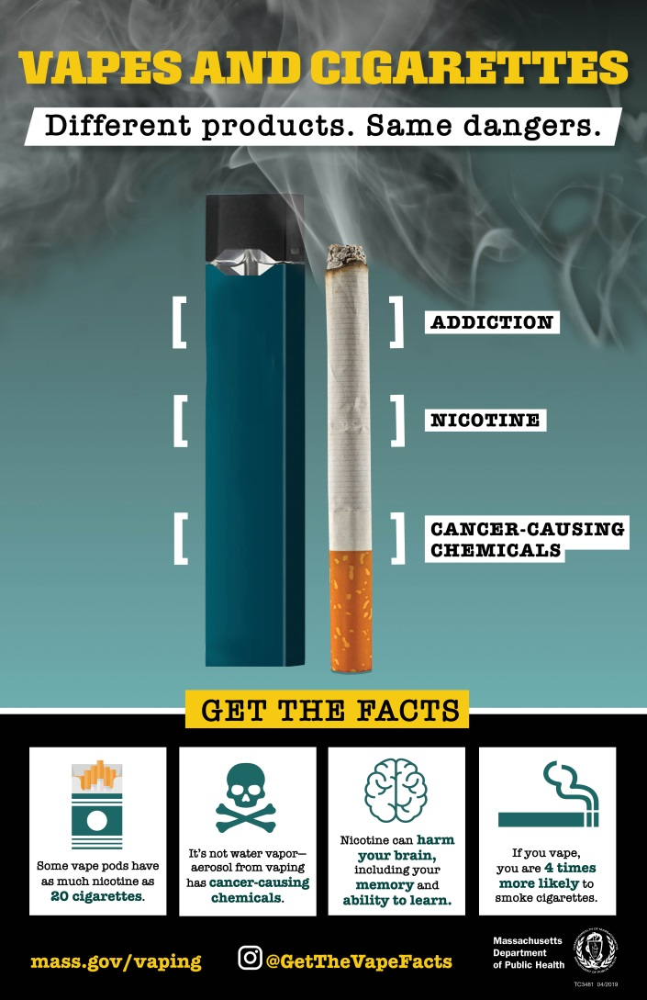 VAPES AND CIGARETTES
Different products. Same dangers.
ADDICTION
NICOTINE
CANCER-CAUSING
CHEMICALS
GET THE FACTS
Some vape pods have
as much nicotine as
20 cigarettes.
It's not water vapor—
aerosol from vaping
has cancer-causing
chemicals.
Nicotine can harm
your brain,
including your
memory and
ability to learn.
If you vape,
you are 4 times
more likely to
smoke cigarettes.
mass.gov/vaping
@GetTheVapeFacts
Massachusetts
Department
of Public Health
TC3481 04/2019